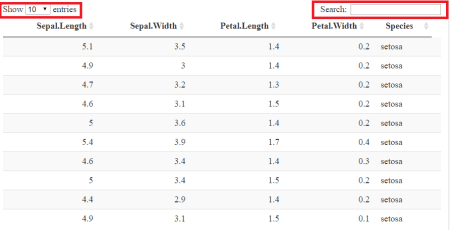 Show 10 entries Search:
Sepal.Length Sepal.Width Petal.Length Petal.Width Species
5.1 3.5 1.4 0.2 setosa
4.9 3 1.4 0.2 setosa
4.7 3.2 1.3 0.2 setosa
4.6 3.1 1.5 0.2 setosa
5 3.6 1.4 0.2 setosa
5.4 3.9 1.7 0.4 setosa
4.6 3.4 1.4 0.3 setosa
5 3.4 1.5 0.2 setosa
4.4 2.9 1.4 0.2 setosa
4.9 3.1 1.5 0.1 setosa